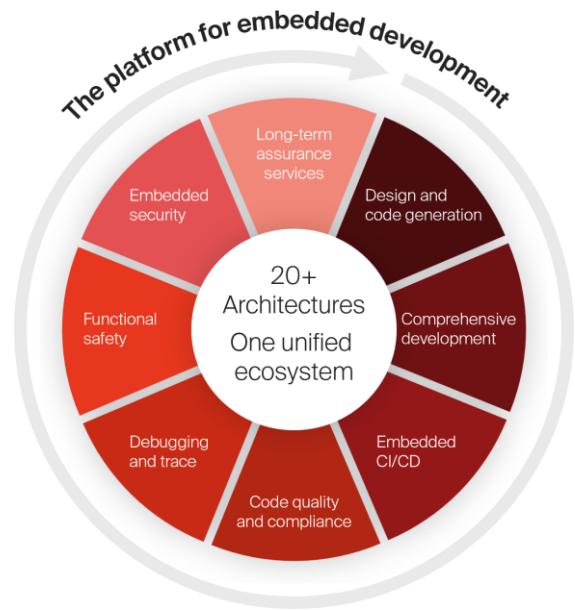 The platform for embedded development
Long-term
assurance
services
Design and
code generation
Comprehensive
development
Embedded
CI/CD
Code quality
and compliance
Debugging
and trace
Functional
safety
Embedded
security
20+
Architectures
One unified
ecosystem